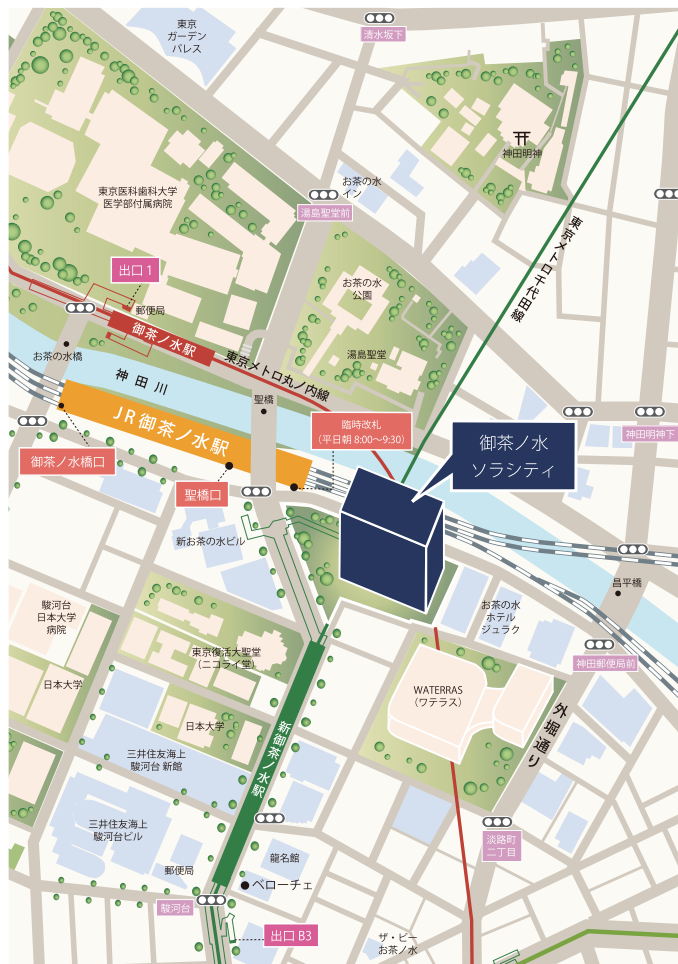 東京
ガーデン
パレス
清水坂下
神田明神
東京医科歯科大学
医学部付属病院
お茶の水
イン
湯島聖堂前
東京メトロ千代田線
出口1
郵便局
御茶ノ水駅
お茶の水
公園
湯島聖堂
お茶の水橋
東京メトロ丸ノ内線
神田川
聖橋
JR御茶ノ水駅
臨時改札
（平日朝 8:00～9:30）
御茶ノ水
ソラシティ
神田明神下
御茶ノ水橋口
聖橋口
新お茶の水ビル
昌平橋
お茶の水
ホテル
ジュラク
駿河台
日本大学
病院
東京復活大聖堂
（ニコライ堂）
神田郵便局前
日本大学
WATERRAS
（ワテラス）
外堀通り
日本大学
新御茶ノ水駅
三井住友海上
駿河台 新館
三井住友海上
駿河台ビル
淡路町
二丁目
郵便局
龍名館
ベローチェ
駿河台
出口 B3
ザ・ビー
お茶ノ水